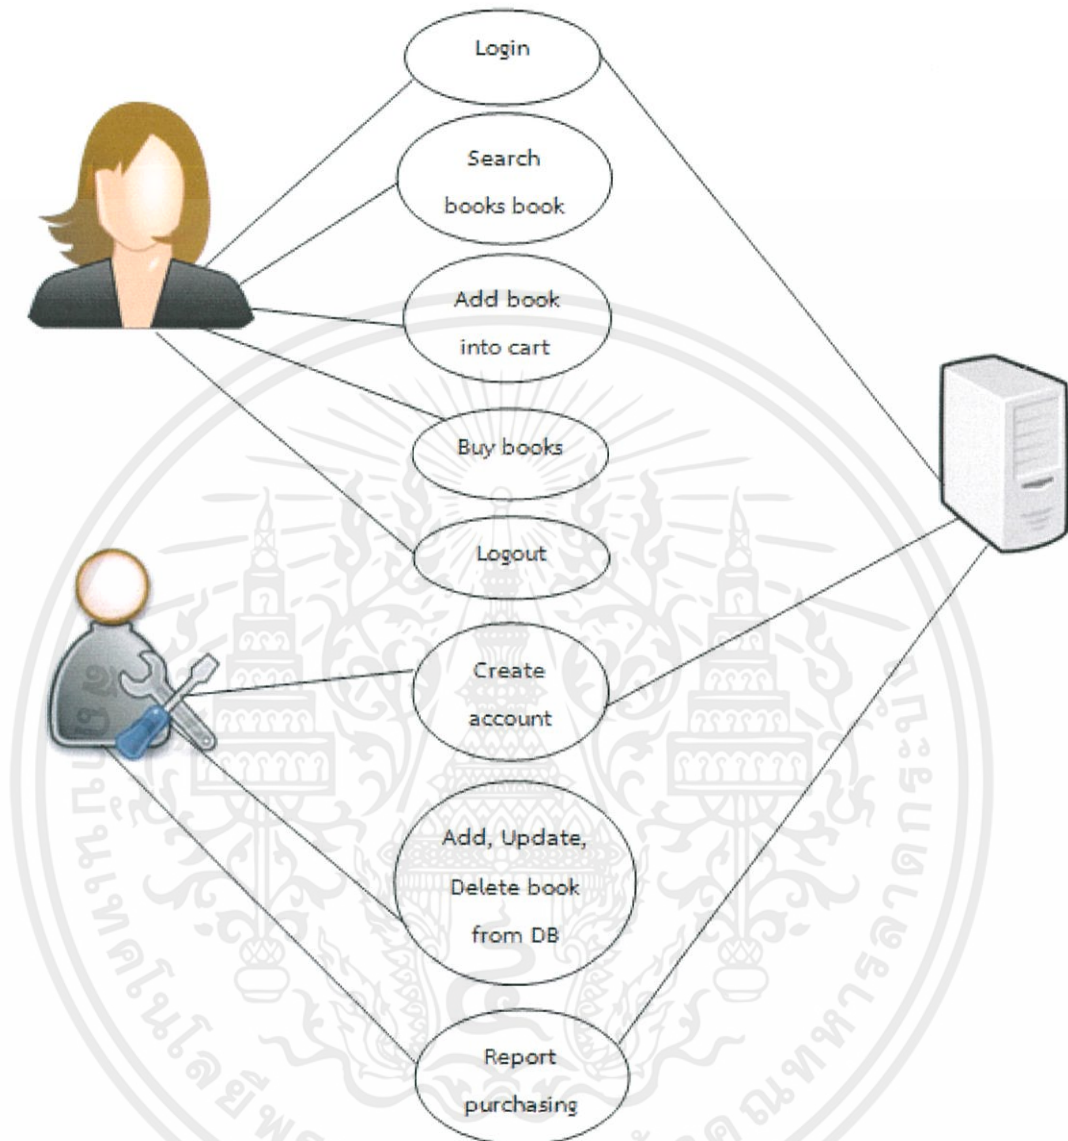 Login
Search
books book
Add book
into cart
Buy books
Logout
Create
account
Add, Update,
Delete book
from DB
Report
purchasing